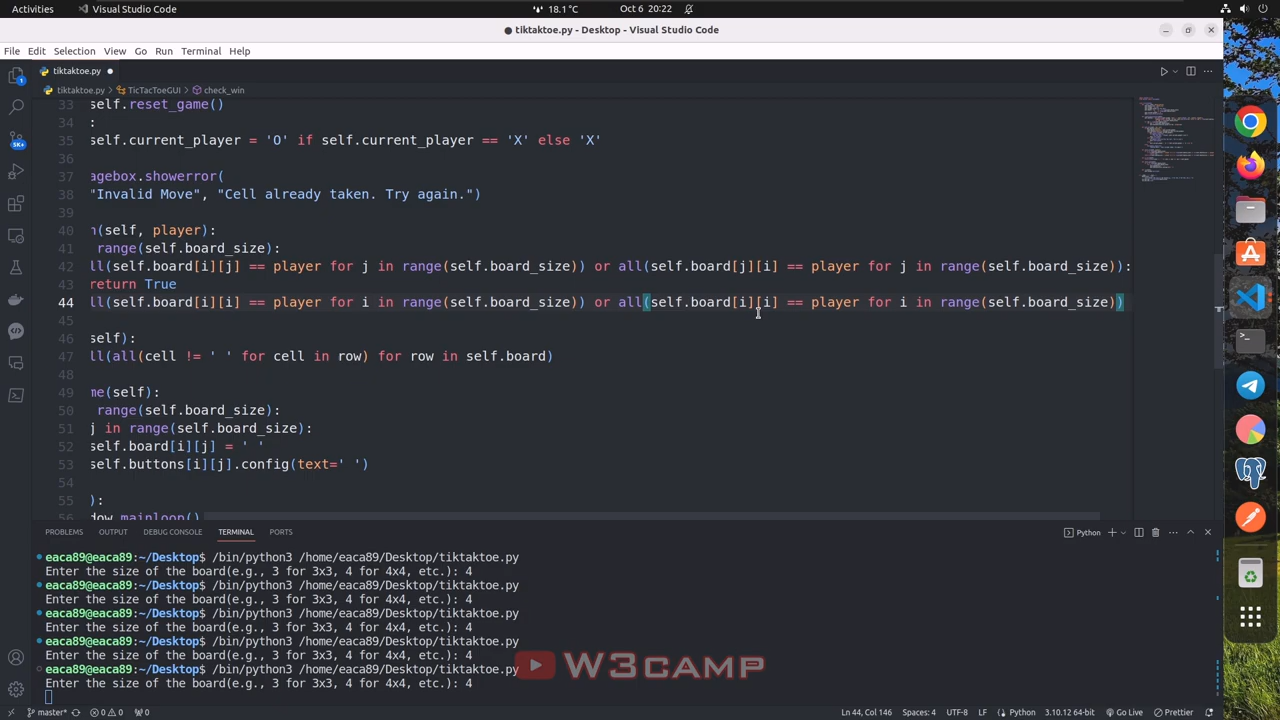 Activities
Visual Studio Code
18.1 °C
Oct 6 20:22
tiktaktoe.py - Desktop - Visual Studio Code
File Edit Selection View Go Run Terminal Help
tiktaktoe.py
tiktaktoe.py > TicTacToeGUI > check_win
33 self.reset_game()
34 :
35 self.current_player = 'O' if self.current_player == 'X' else 'X'
36
37 agebox.showerror(
38 "Invalid Move", "Cell already taken. Try again.")
39
40 n(self, player):
41 range(self.board_size):
42 ll(self.board[i][j] == player for j in range(self.board_size)) or all(self.board[j][i] == player for j in range(self.board_size)):
43 return True
44 ll(self.board[i][i] == player for i in range(self.board_size)) or all(self.board[i][i] == player for i in range(self.board_size))
45
46 self):
47 ll(all(cell != ' ' for cell in row) for row in self.board)
48
49 me(self):
50 range(self.board_size):
51 j in range(self.board_size):
52 self.board[i][j] = ' '
53 self.buttons[i][j].config(text=' ')
54
55 ):
56 dow.mainloop()
PROBLEMS OUTPUT DEBUG CONSOLE TERMINAL PORTS
Python
eaca89@eaca89:~/Desktop$ /bin/python3 /home/eaca89/Desktop/tiktaktoe.py
Enter the size of the board(e.g., 3 for 3x3, 4 for 4x4, etc.): 4
eaca89@eaca89:~/Desktop$ /bin/python3 /home/eaca89/Desktop/tiktaktoe.py
Enter the size of the board(e.g., 3 for 3x3, 4 for 4x4, etc.): 4
eaca89@eaca89:~/Desktop$ /bin/python3 /home/eaca89/Desktop/tiktaktoe.py
Enter the size of the board(e.g., 3 for 3x3, 4 for 4x4, etc.): 4
eaca89@eaca89:~/Desktop$ /bin/python3 /home/eaca89/Desktop/tiktaktoe.py
Enter the size of the board(e.g., 3 for 3x3, 4 for 4x4, etc.): 4
eaca89@eaca89:~/Desktop$ /bin/python3 /home/eaca89/Desktop/tiktaktoe.py
Enter the size of the board(e.g., 3 for 3x3, 4 for 4x4, etc.): 4
W3CAMP
master* 0 0 0 Ln 44, Col 146 Spaces: 4 UTF-8 LF Python 3.10.12 64-bit Go Live Prettier
1
5K+